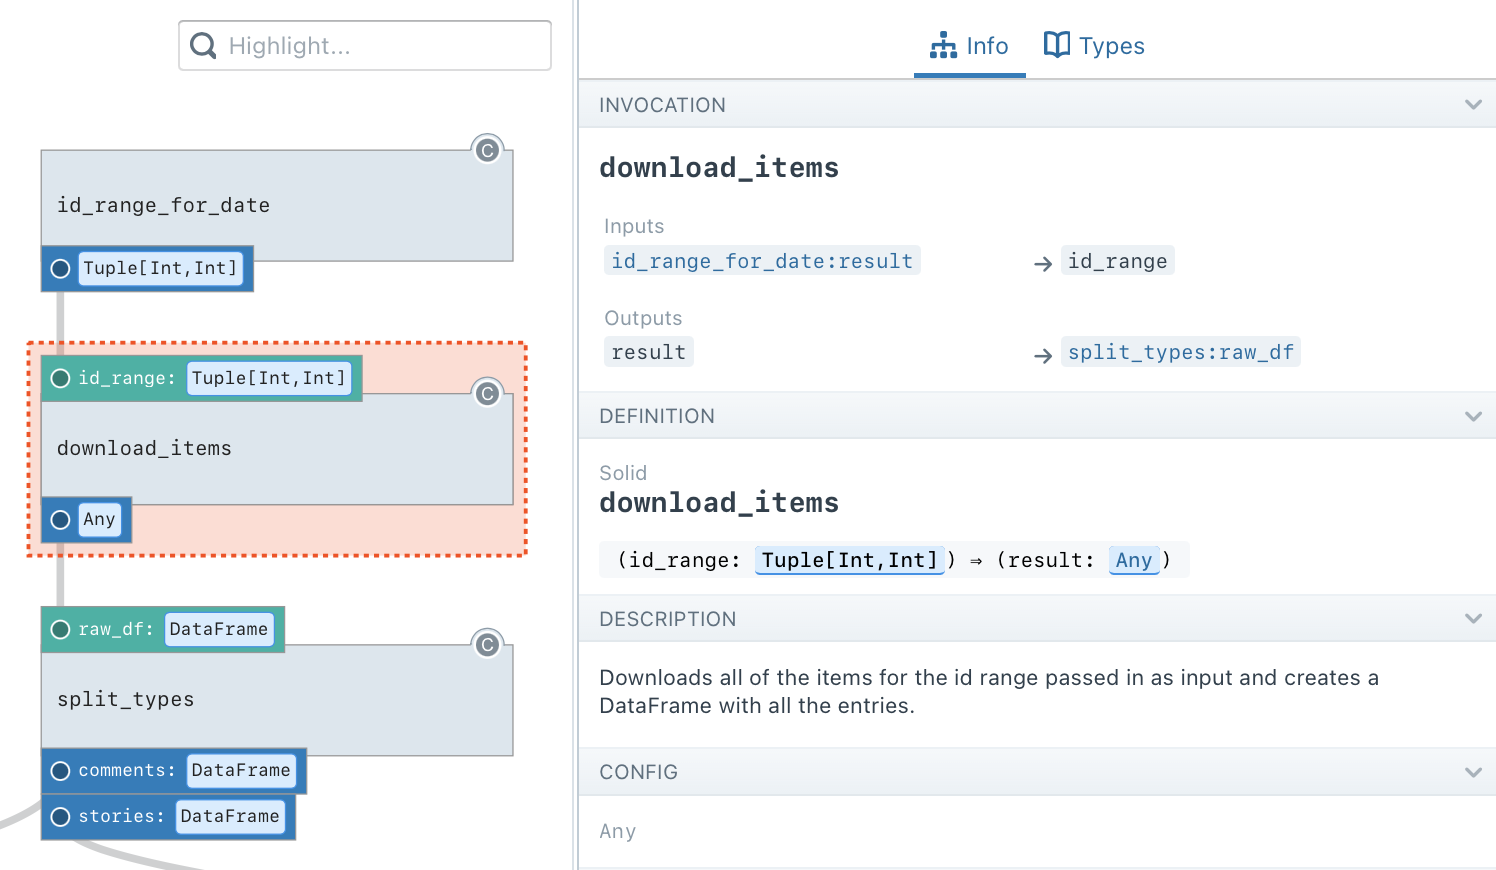 Highlight...
C
id_range_for_date
Tuple[Int,Int]
id_range: Tuple[Int,Int]
C
download_items
Any
raw_df: DataFrame
C
split_types
comments: DataFrame
stories: DataFrame
Info Types
INVOCATION
download_items
Inputs
id_range_for_date:result → id_range
Outputs
result → split_types:raw_df
DEFINITION
Solid
download_items
(id_range: Tuple[Int,Int]) ⇒ (result: Any)
DESCRIPTION
Downloads all of the items for the id range passed in as input and creates a
DataFrame with all the entries.
CONFIG
Any